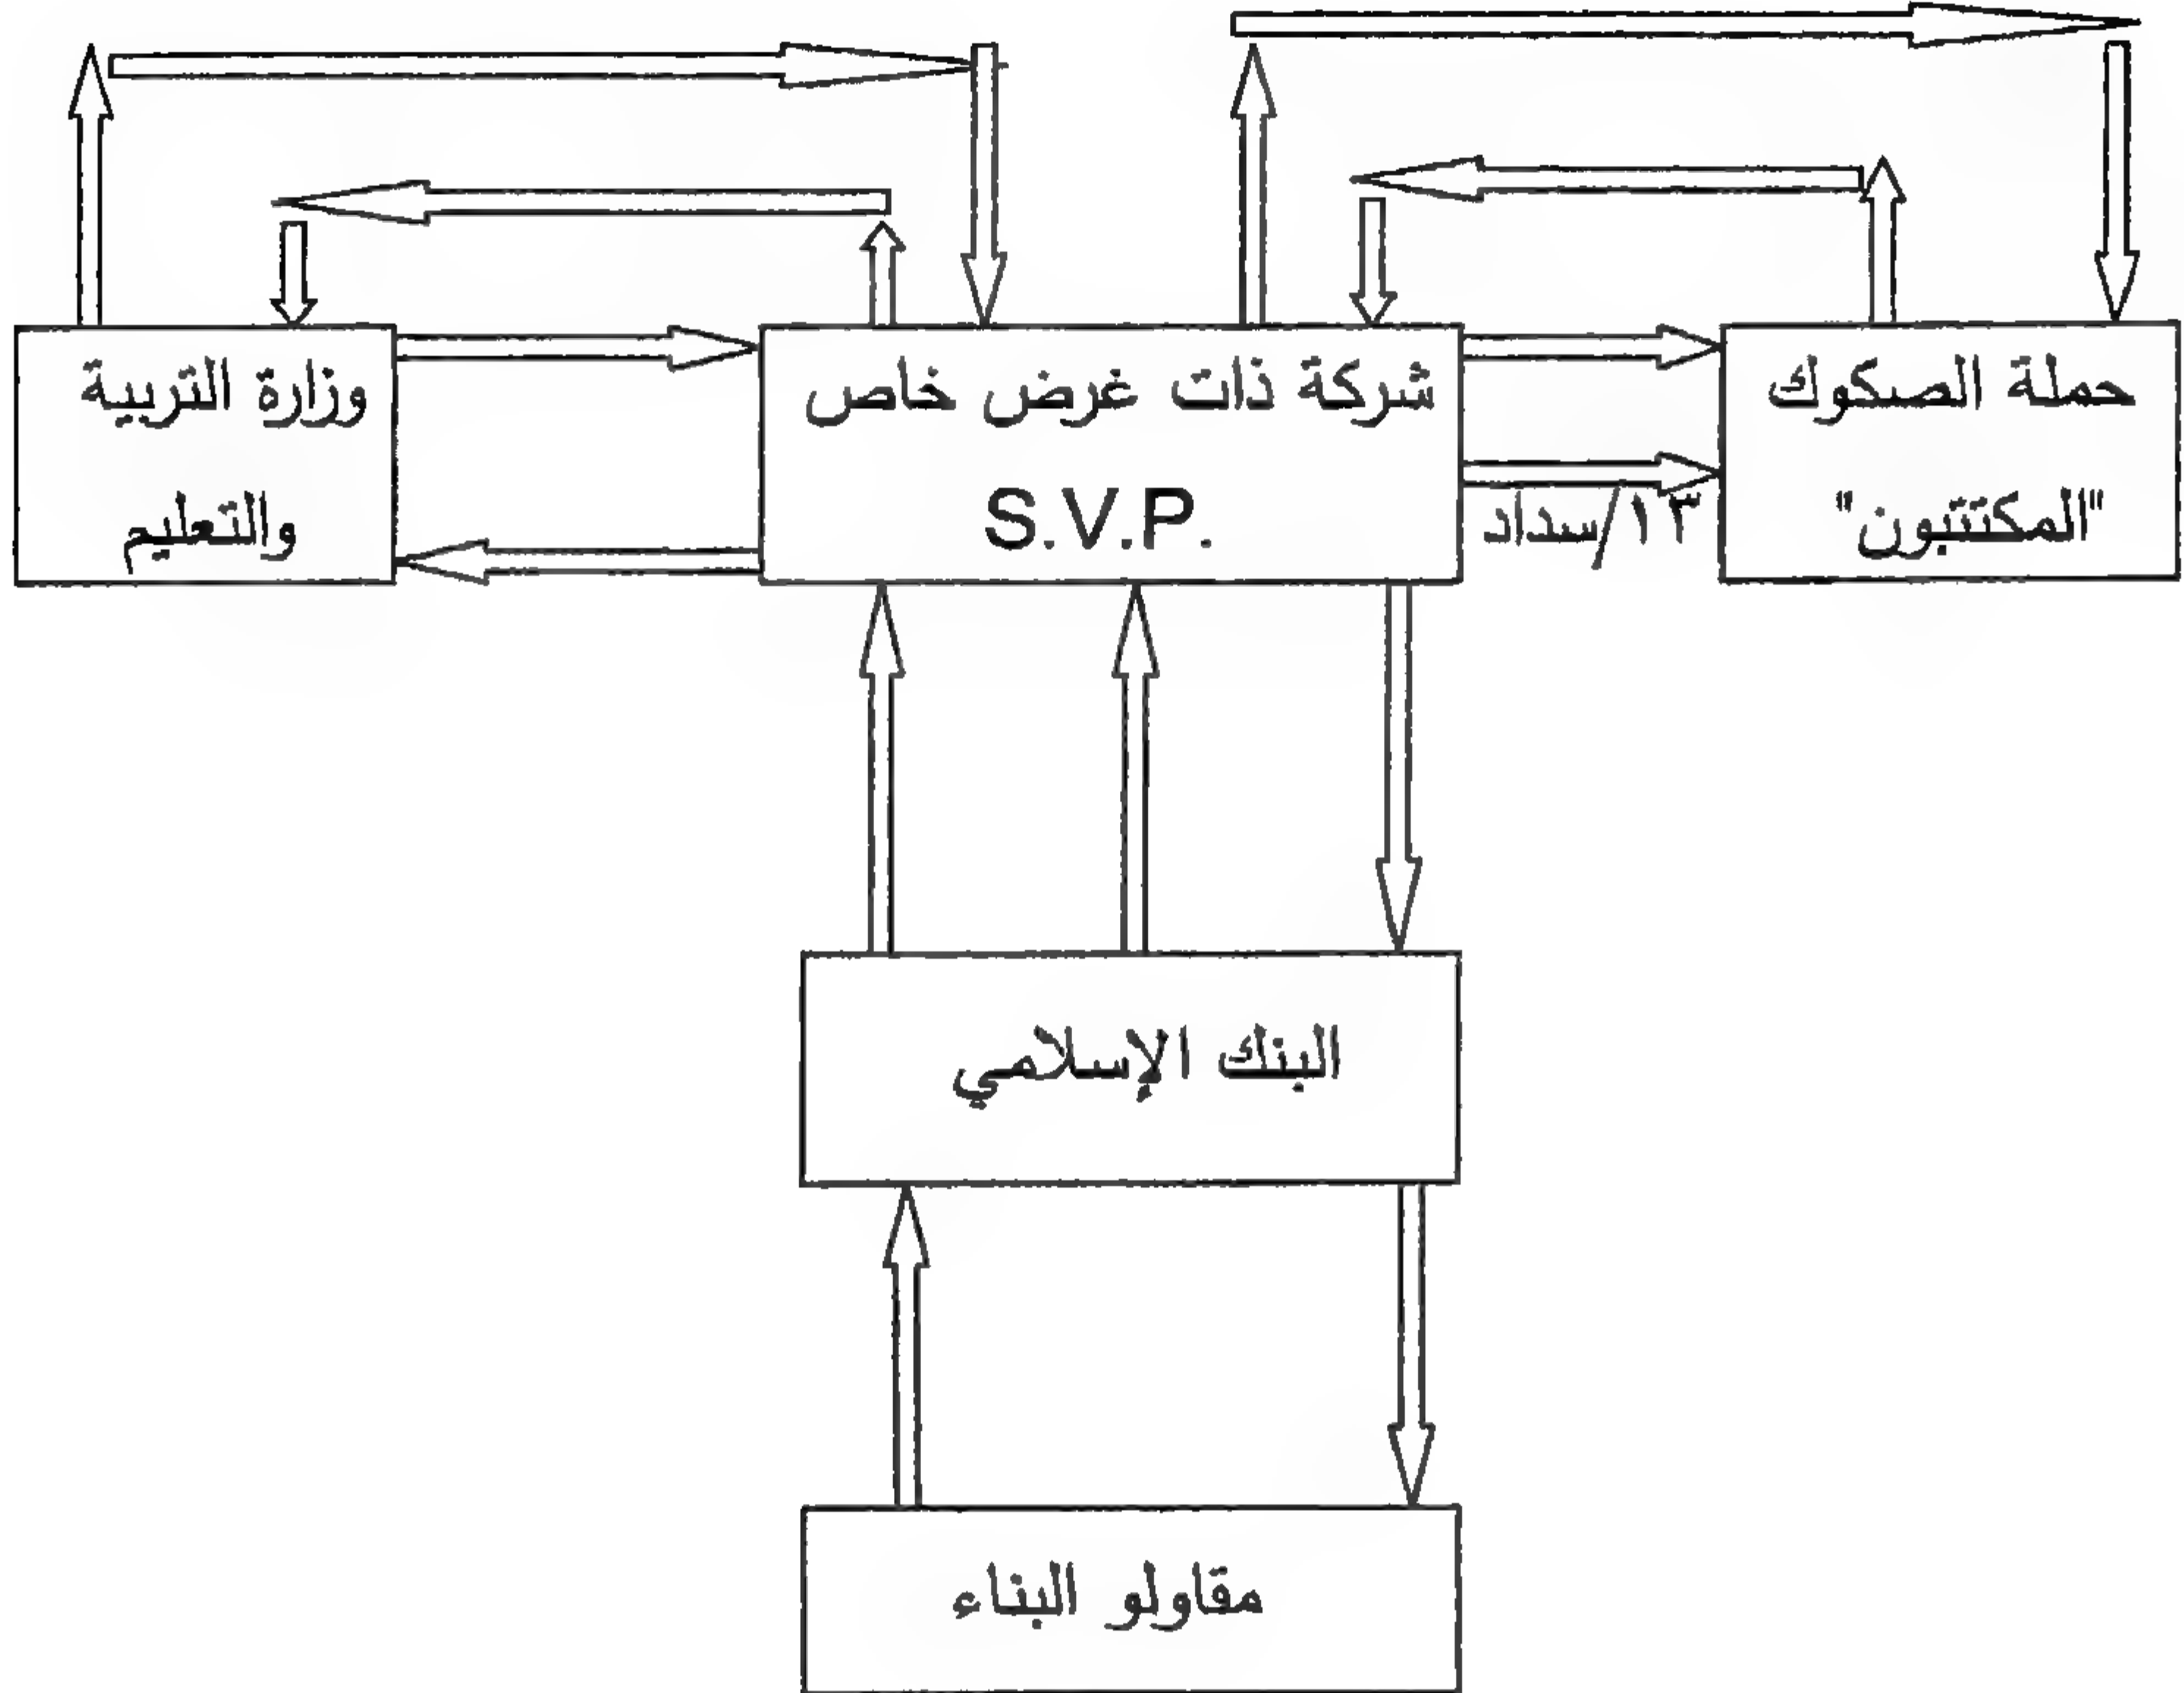 حملة الصكوك
"المكتتبون"
١٣/سداد
شركة ذات غرض خاص
S.V.P.
وزارة التربية
والتعليم
البنك الإسلامي
مقاولو البناء